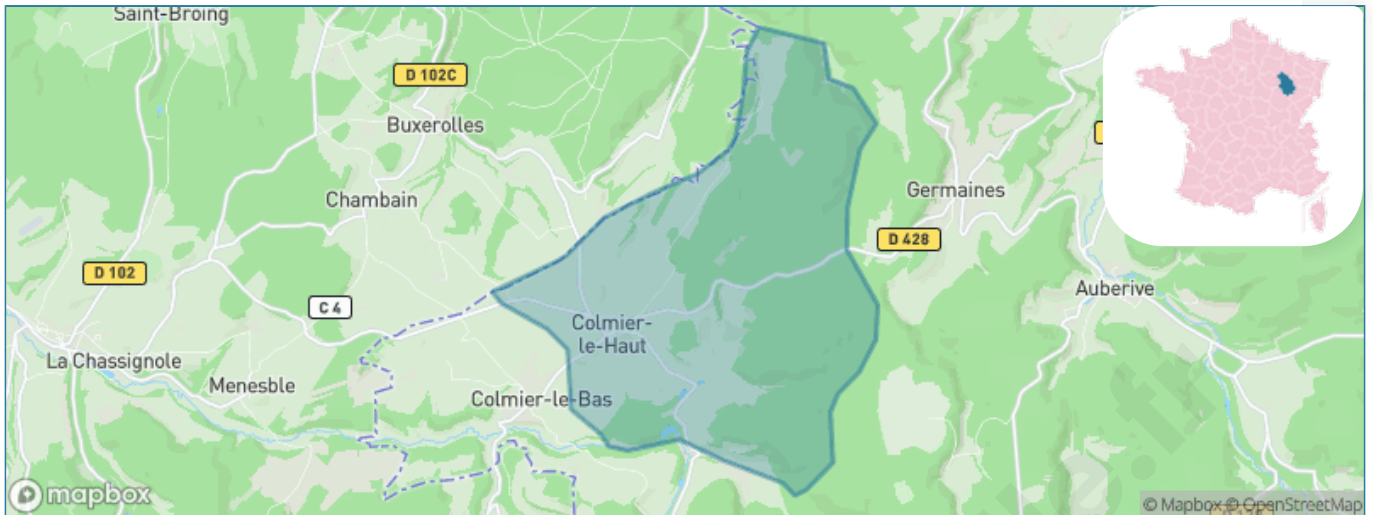 Saint-Broing
D 102C
Buxerolles
Chambain
Germaines
D 428
D 102
Auberive
C 4
Colmier-
le-Haut
La Chassignole
Menesble
Colmier-le-Bas
mapbox
© Mapbox © OpenStreetMap